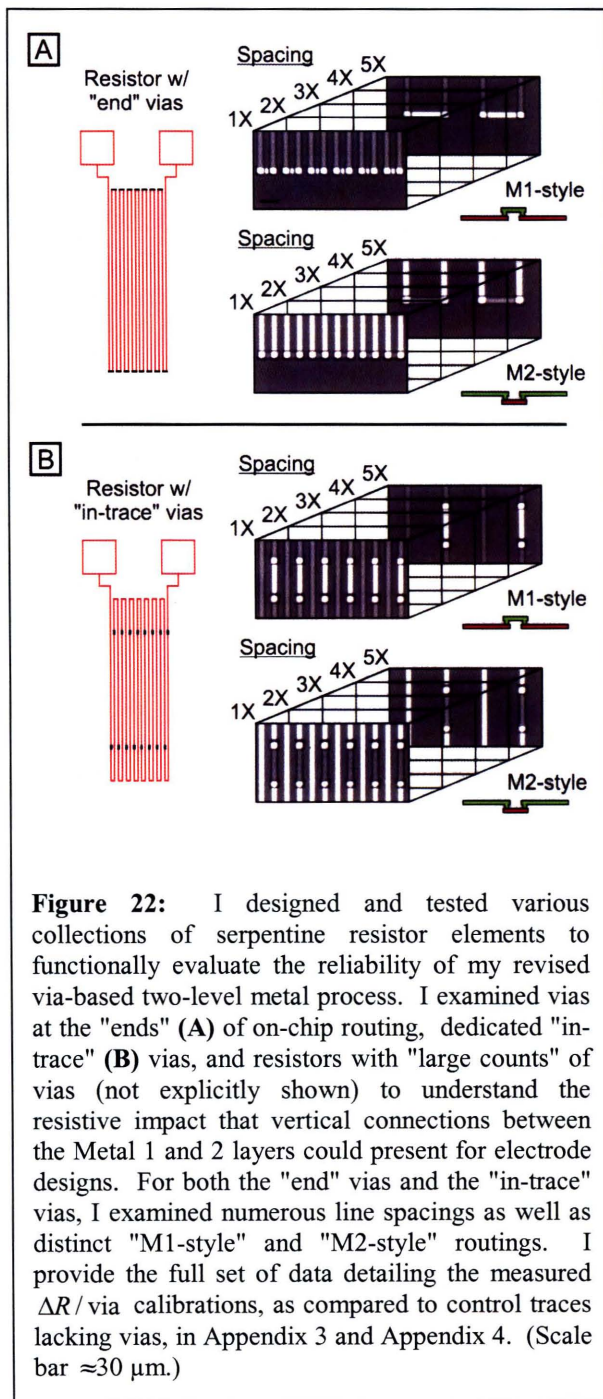 A
Resistor w/
"end" vias
Spacing
1X 2X 3X 4X 5X
M1-style
Spacing
1X 2X 3X 4X 5X
M2-style
B
Resistor w/
"in-trace" vias
Spacing
1X 2X 3X 4X 5X
M1-style
Spacing
1X 2X 3X 4X 5X
M2-style
Figure 22: I designed and tested various
collections of serpentine resistor elements to
functionally evaluate the reliability of my revised
via-based two-level metal process. I examined vias
at the "ends" (A) of on-chip routing, dedicated "in-
trace" (B) vias, and resistors with "large counts" of
vias (not explicitly shown) to understand the
resistive impact that vertical connections between
the Metal 1 and 2 layers could present for electrode
designs. For both the "end" vias and the "in-trace"
vias, I examined numerous line spacings as well as
distinct "M1-style" and "M2-style" routings. I
provide the full set of data detailing the measured
ΔR / via calibrations, as compared to control traces
lacking vias, in Appendix 3 and Appendix 4. (Scale
bar ≈30 µm.)